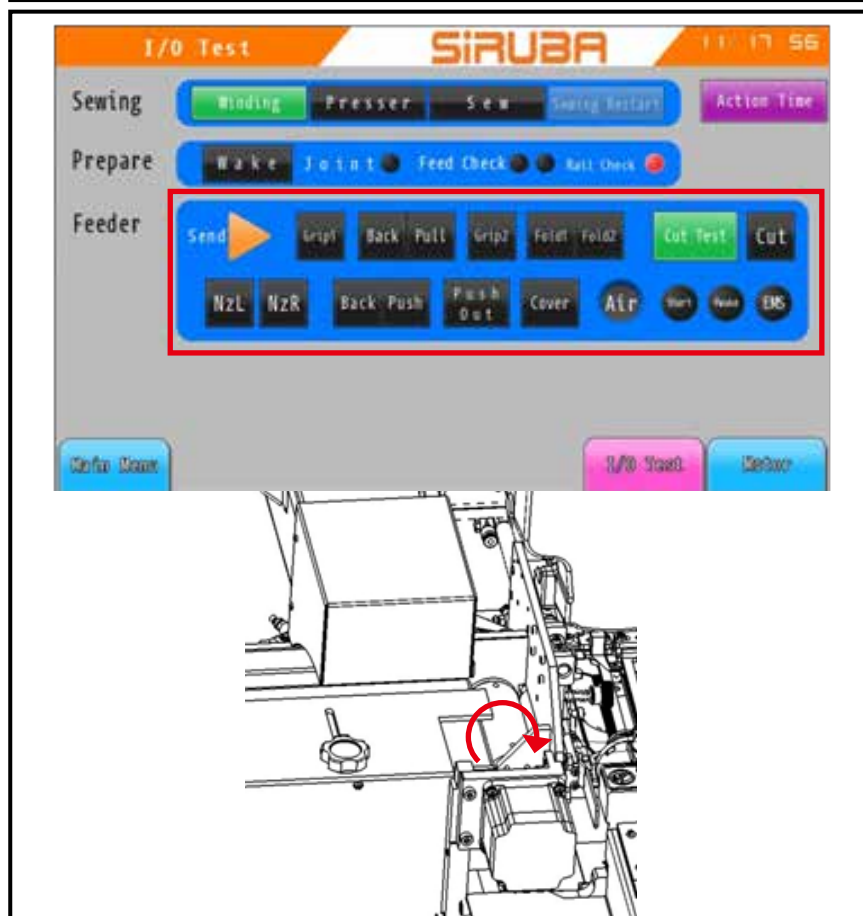 I/O Test SiRUBA 11 17 56
Sewing Winding Presser Sew Sewing Restart Action Time
Prepare Wake Joint Feed Check Rail Check
Feeder Send Grip1 Back Pull Grip2 Fold1 Fold2 Cut Test Cut
NzL NzR Back Push Push Out Cover Air Start Pause EMS
Main Menu I/O Test Motor